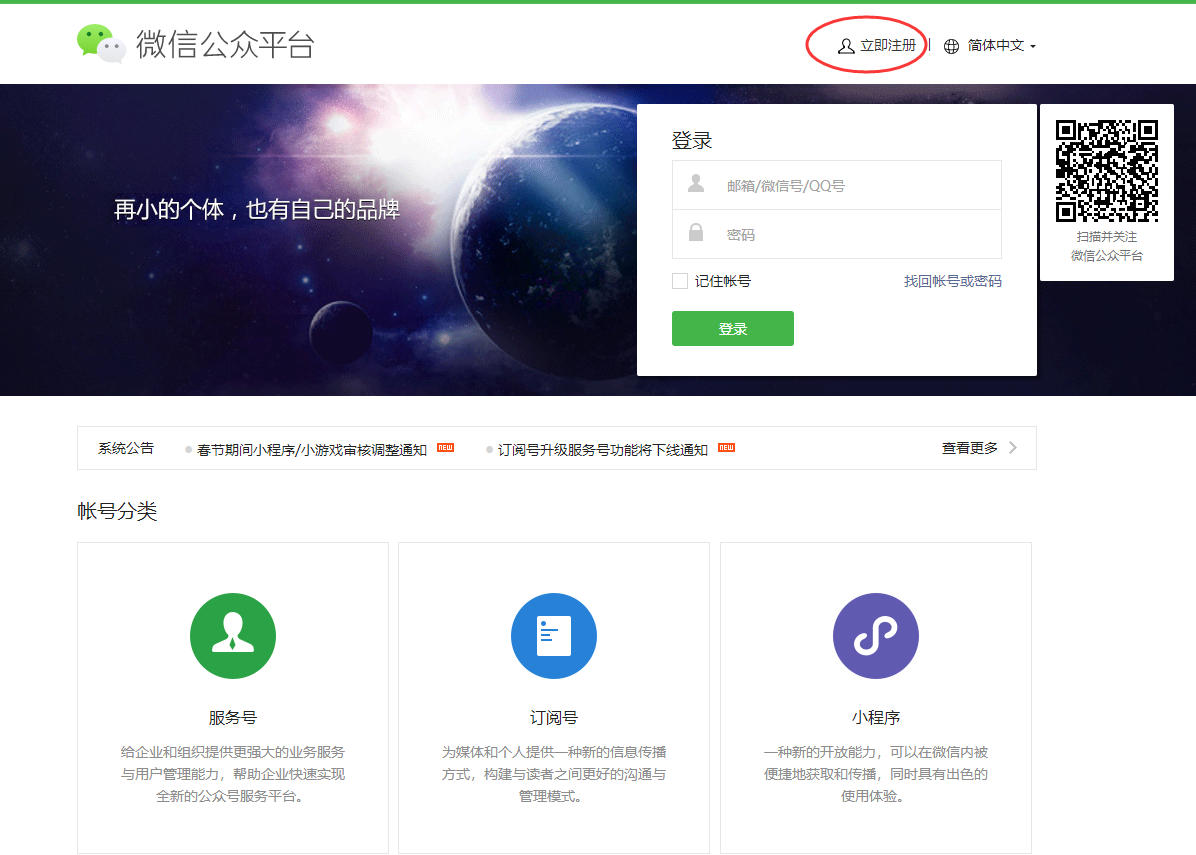 微信公众平台
立即注册
简体中文
再小的个体，也有自己的品牌
登录
邮箱/微信号/QQ号
密码
记住帐号
找回帐号或密码
登录
扫描并关注
微信公众平台
系统公告
春节期间小程序/小游戏审核调整通知 NEW
订阅号升级服务号功能将下线通知 NEW
查看更多
帐号分类
服务号
给企业和组织提供更强大的业务服务
与用户管理能力，帮助企业快速实现
全新的公众号服务平台。
订阅号
为媒体和个人提供一种新的信息传播
方式，构建与读者之间更好的沟通与
管理模式。
小程序
一种新的开放能力，可以在微信内被
便捷地获取和传播，同时具有出色的
使用体验。